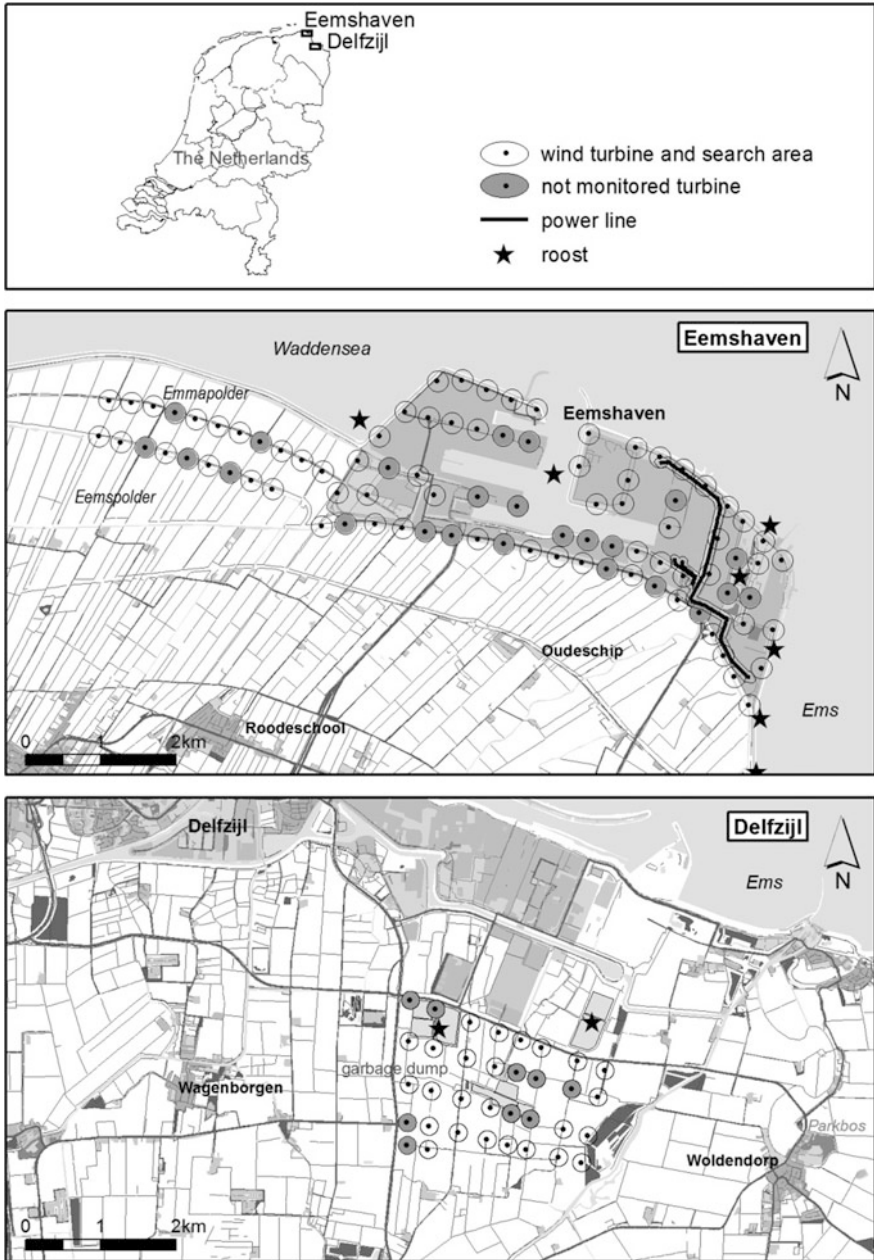 Eemshaven
Delfzijl
The Netherlands
wind turbine and search area
not monitored turbine
power line
roost
Eemshaven
Waddensea
N
Emmapolder
Eemshaven
Eemspolder
Oudeschip
Roodeschool
Ems
0 1 2km
Delfzijl
Delfzijl
Ems
N
garbage dump
Wagenborgen
Parkbos
Woldendorp
0 1 2km